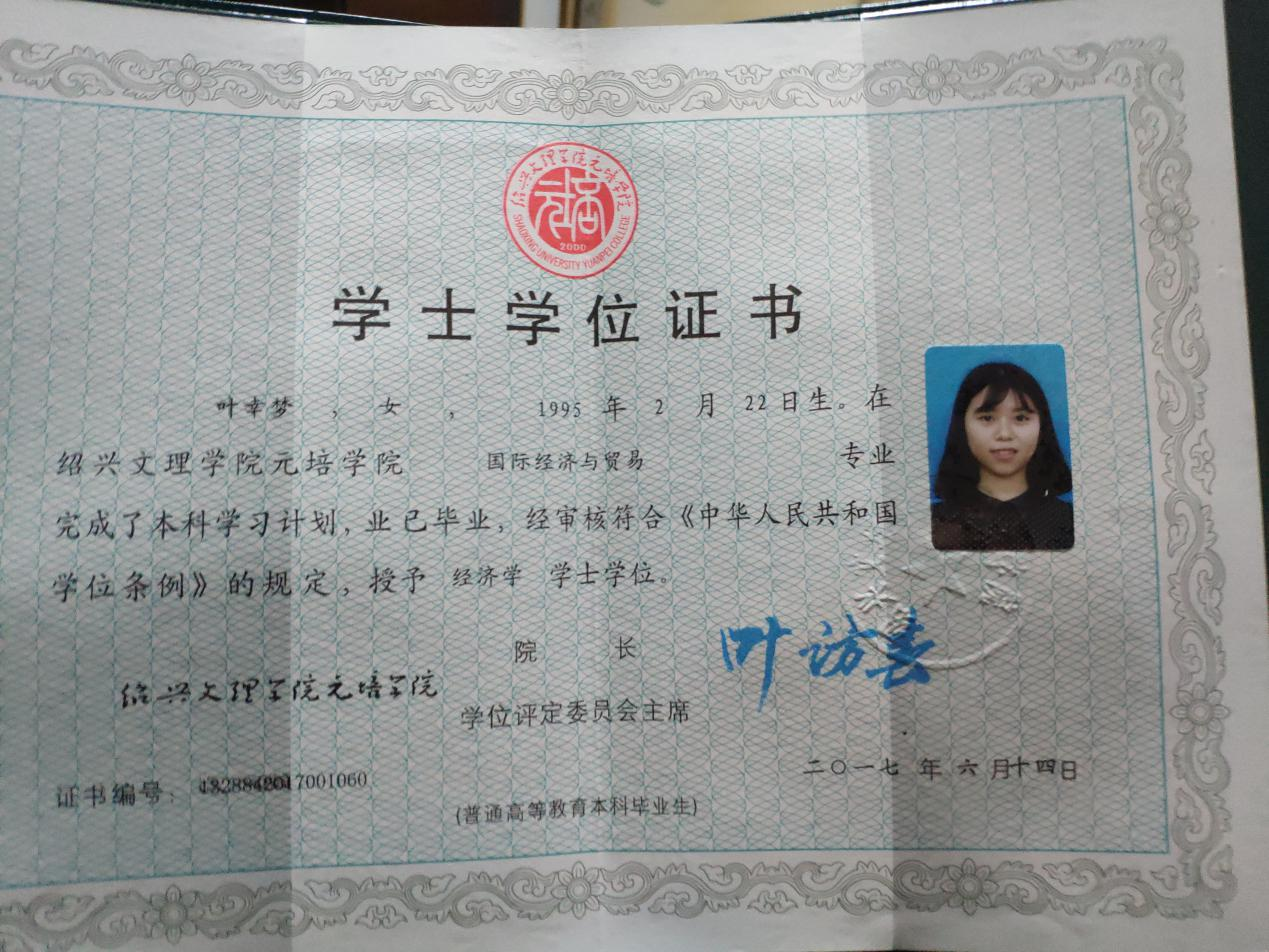 绍兴文理学院元培学院
元培
2000
SHAOXING UNIVERSITY YUANPEI COLLEGE
学士学位证书
叶幸梦 , 女 , 1995 年 2 月 22日生。在
绍兴文理学院元培学院 国际经济与贸易 专业
完成了本科学习计划,业已毕业,经审核符合《中华人民共和国
学位条例》的规定,授予 经济学 学士学位。
院 长
叶访春
绍兴文理学院元培学院
学位评定委员会主席
二〇一七 年 六 月十四日
证书编号:
(普通高等教育本科毕业生)